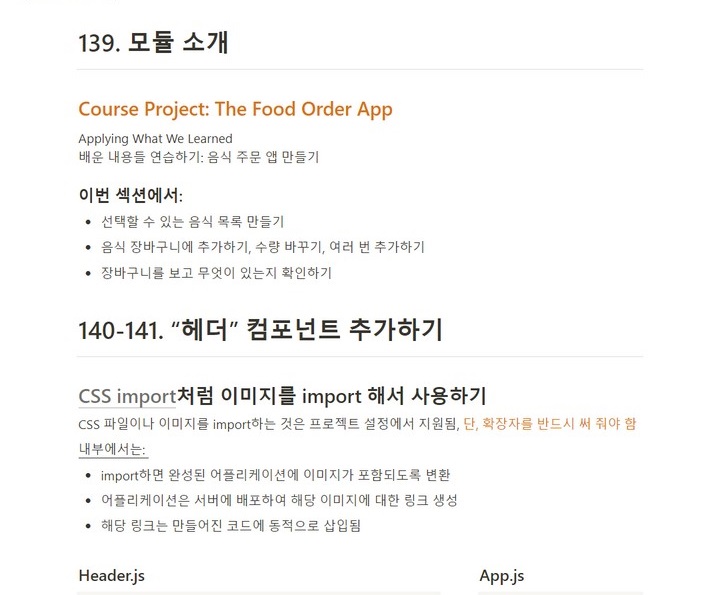 139. 모듈 소개
Course Project: The Food Order App
Applying What We Learned
배운 내용들 연습하기: 음식 주문 앱 만들기
이번 섹션에서:
• 선택할 수 있는 음식 목록 만들기
• 음식 장바구니에 추가하기, 수량 바꾸기, 여러 번 추가하기
• 장바구니를 보고 무엇이 있는지 확인하기
140-141. “헤더” 컴포넌트 추가하기
CSS import처럼 이미지를 import 해서 사용하기
CSS 파일이나 이미지를 import하는 것은 프로젝트 설정에서 지원됨, 단, 확장자를 반드시 써 줘야 함
내부에서는:
• import하면 완성된 어플리케이션에 이미지가 포함되도록 변환
• 어플리케이션은 서버에 배포하여 해당 이미지에 대한 링크 생성
• 해당 링크는 만들어진 코드에 동적으로 삽입됨
Header.js
App.js